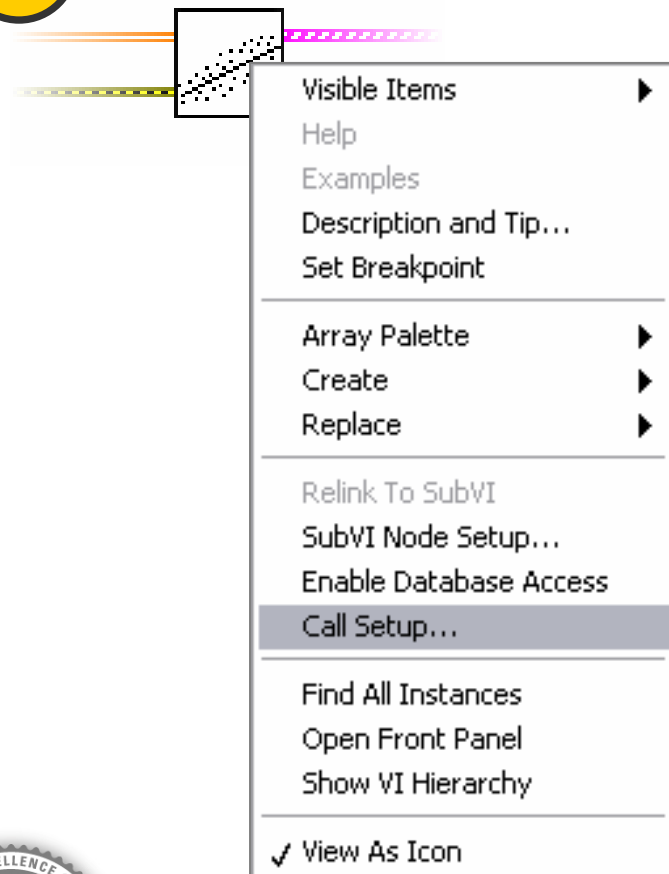 Visible Items
Help
Examples
Description and Tip...
Set Breakpoint
Array Palette
Create
Replace
Relink To SubVI
SubVI Node Setup...
Enable Database Access
Call Setup...
Find All Instances
Open Front Panel
Show VI Hierarchy
View As Icon